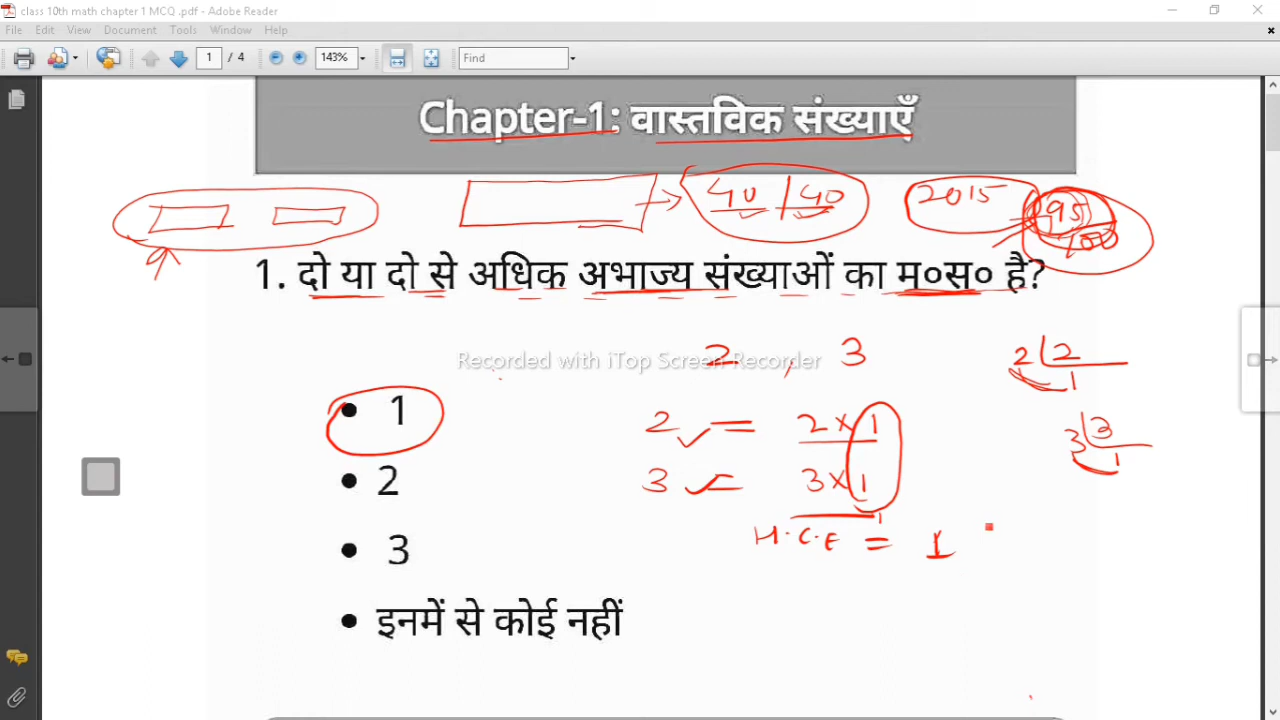 class 10th math chapter 1 MCQ .pdf - Adobe Reader
File Edit View Document Tools Window Help
1 / 4 143% Find
Chapter-1: वास्तविक संख्याएँ
40 / 40 2015 95
100
1. दो या दो से अधिक अभाज्य संख्याओं का म०स० है?
2 , 3 2 2
1
Recorded with iTop Screen Recorder
• 1
2 = 2×1 3 3
1
• 2
3 = 3×1
H.C.F = 1
• 3
• इनमें से कोई नहीं